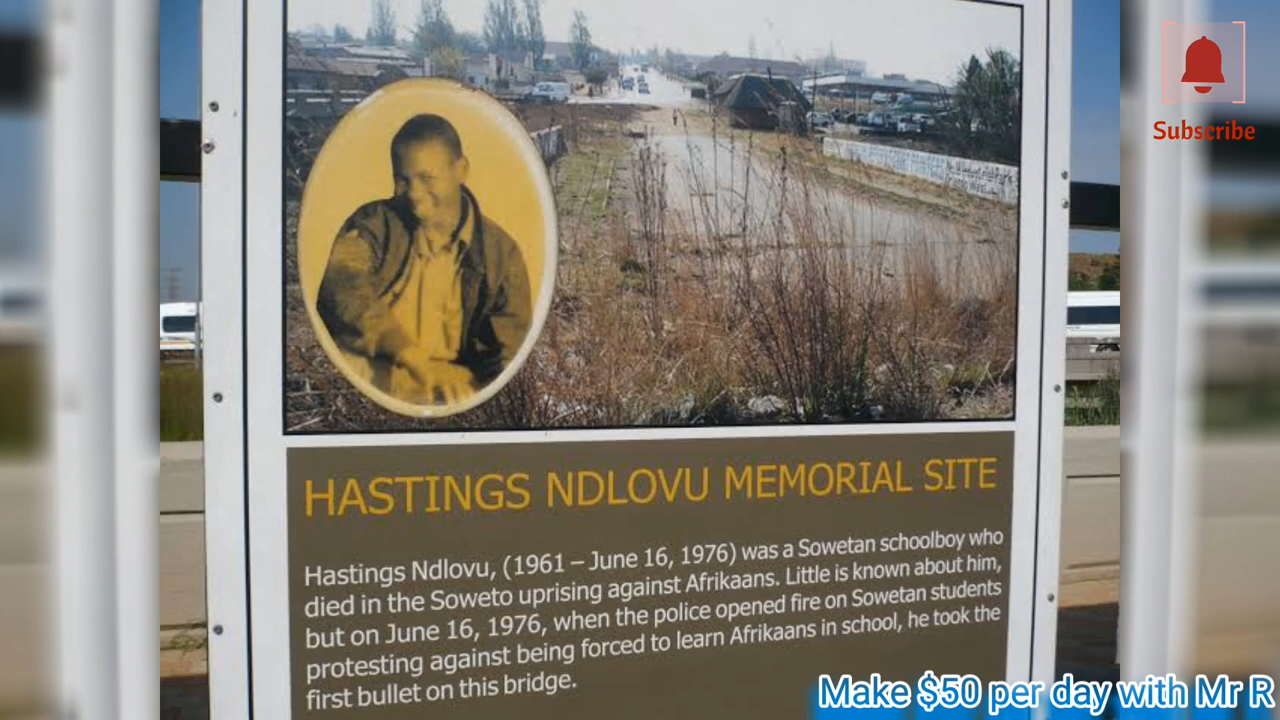 Subscribe
HASTINGS NDLOVU MEMORIAL SITE
Hastings Ndlovu, (1961 – June 16, 1976) was a Sowetan schoolboy who
died in the Soweto uprising against Afrikaans. Little is known about him,
but on June 16, 1976, when the police opened fire on Sowetan students
protesting against being forced to learn Afrikaans in school, he took the
first bullet on this bridge.
Make $50 per day with Mr R